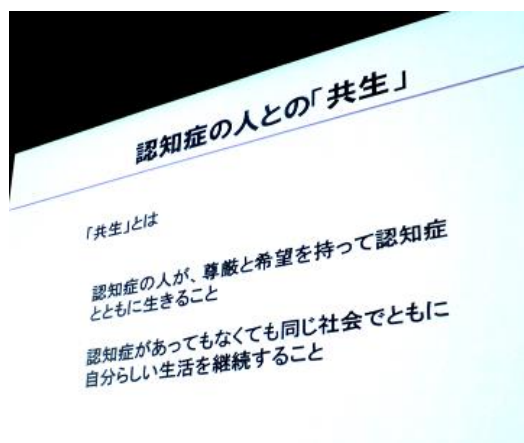 認知症の人との「共生」
「共生」とは
認知症の人が、尊厳と希望を持って認知症
とともに生きること
認知症があってもなくても同じ社会でともに
自分らしい生活を継続すること